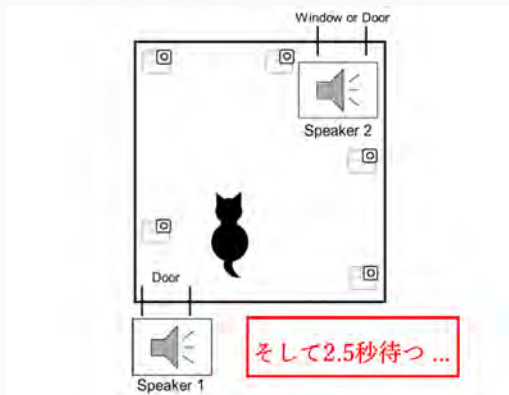 Window or Door
Speaker 2
Door
Speaker 1
そして2.5秒待つ ...